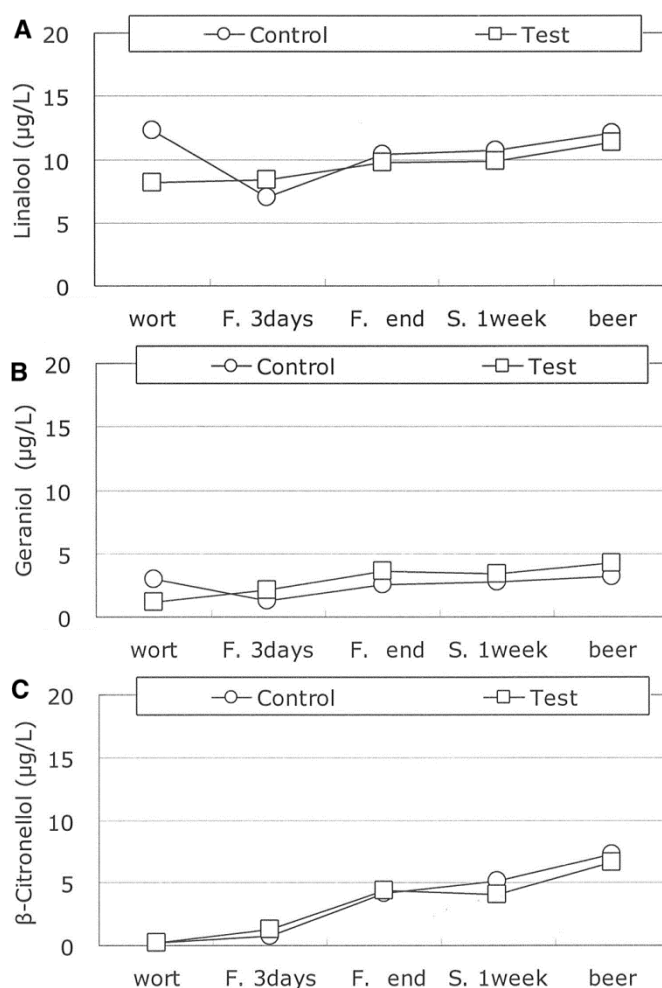 A
20
Control
Test
15
10
5
0
Linalool (µg/L)
wort
F. 3days
F. end
S. 1week
beer
B
20
Control
Test
15
10
5
0
Geraniol (µg/L)
wort
F. 3days
F. end
S. 1week
beer
C
20
Control
Test
15
10
5
0
β-Citronellol (µg/L)
wort
F. 3days
F. end
S. 1week
beer